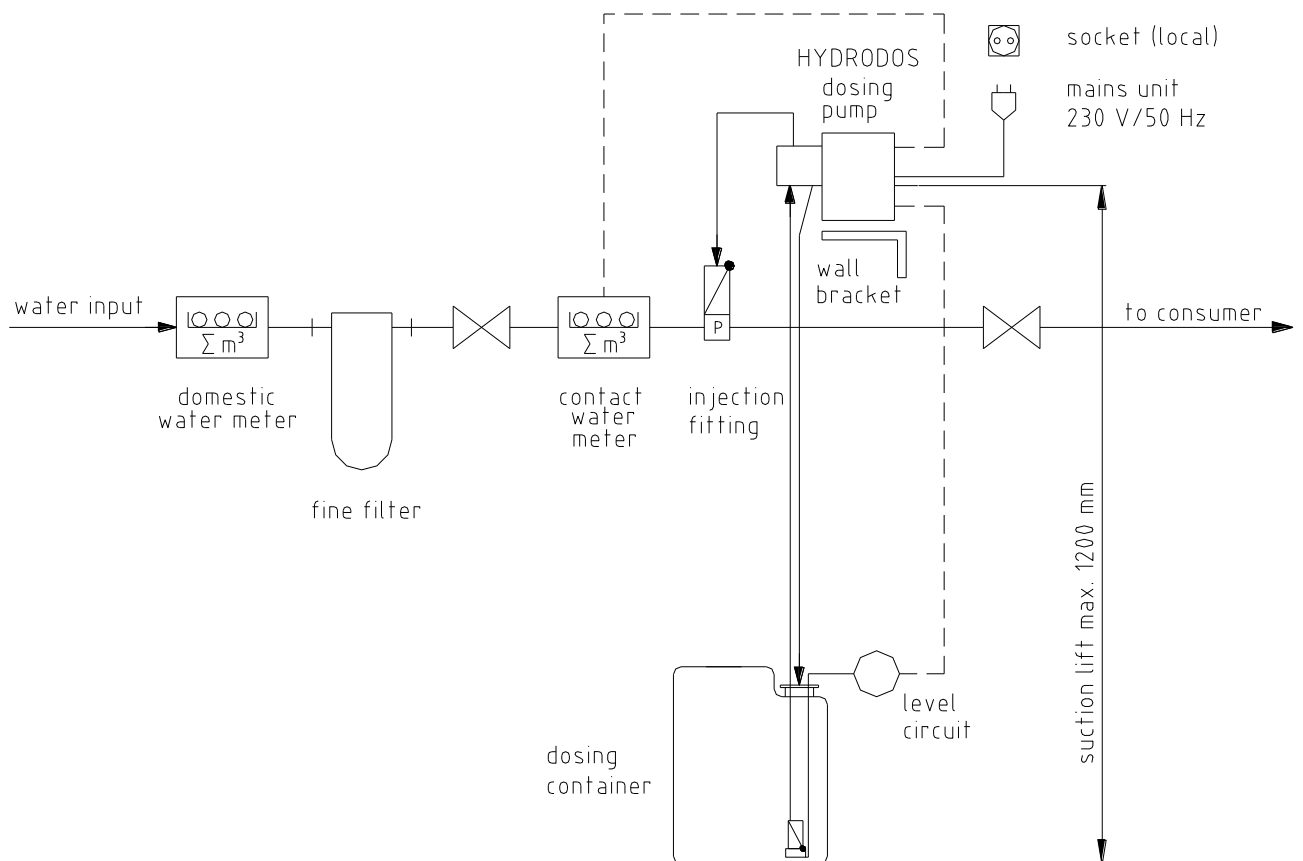 socket (local)
HYDRODOS
dosing
pump
mains unit
230 V/50 Hz
wall
bracket
water input
to consumer
∑ m³
∑ m³
P
domestic
water meter
contact
water
meter
injection
fitting
fine filter
suction lift max. 1200 mm
level
circuit
dosing
container